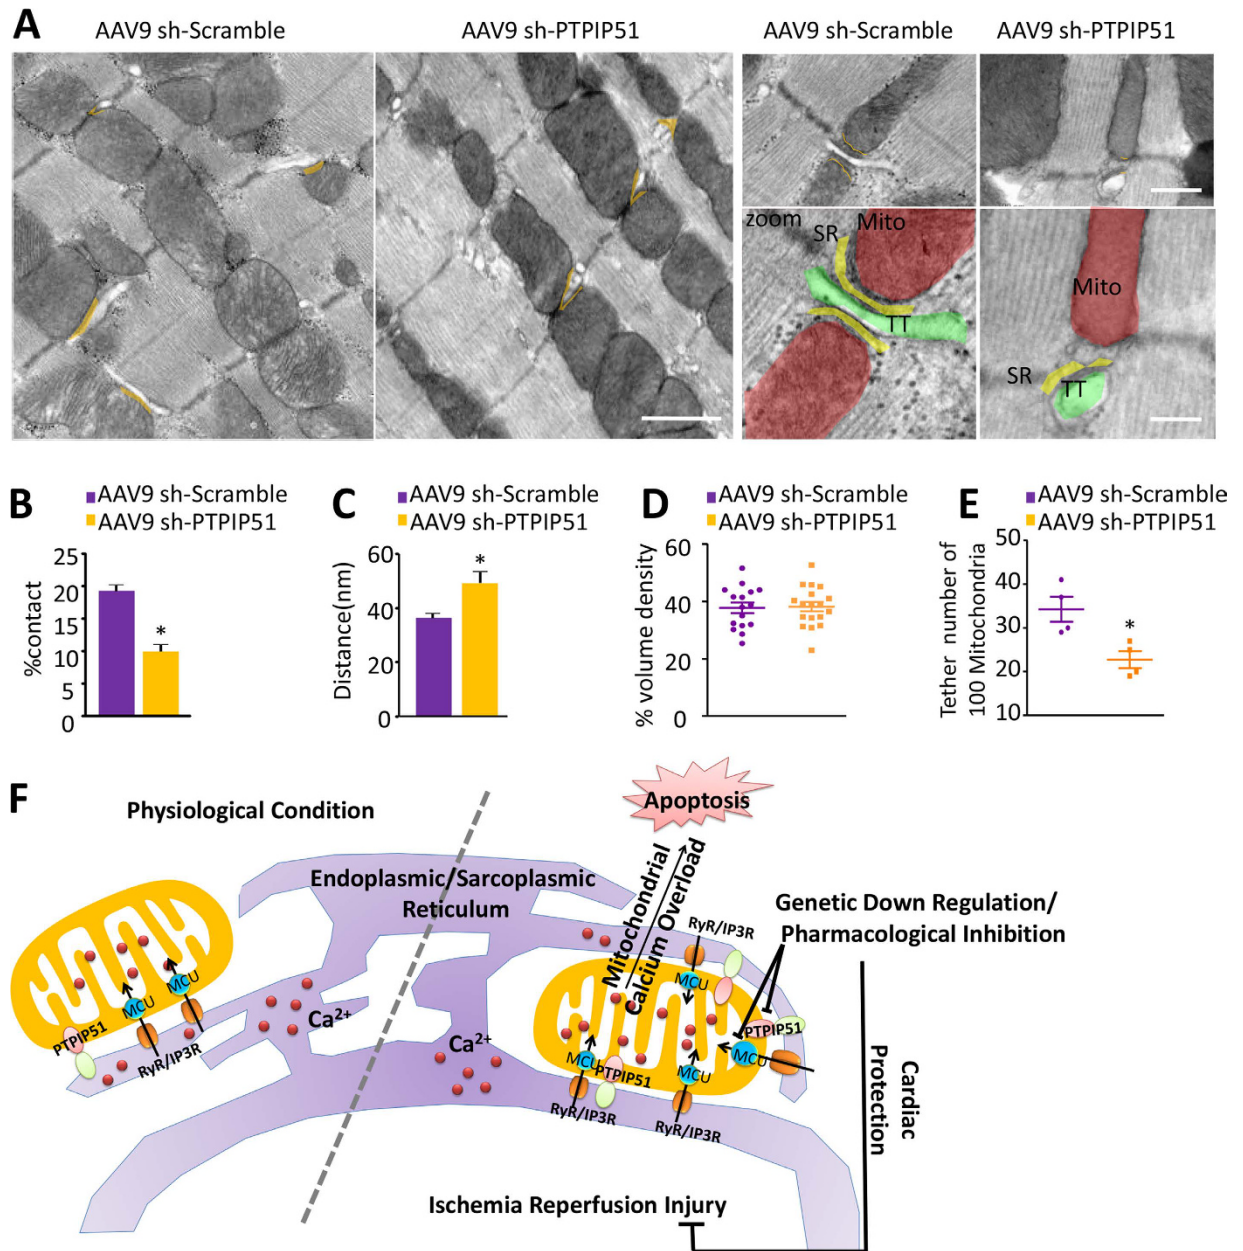 A
AAV9 sh-Scramble
AAV9 sh-PTPIP51
AAV9 sh-Scramble
AAV9 sh-PTPIP51
zoom
SR
Mito
TT
Mito
SR
TT
B
AAV9 sh-Scramble
AAV9 sh-PTPIP51
%contact
25
20
15
10
5
0
*
C
AAV9 sh-Scramble
AAV9 sh-PTPIP51
Distance(nm)
60
40
20
0
*
D
AAV9 sh-Scramble
AAV9 sh-PTPIP51
% volume density
60
40
20
0
E
AAV9 sh-Scramble
AAV9 sh-PTPIP51
Tether number of
100 Mitochondria
50
40
30
20
10
*
F
Physiological Condition
Apoptosis
Endoplasmic/Sarcoplasmic
Reticulum
Mitochondrial
Calcium Overload
Genetic Down Regulation/
Pharmacological Inhibition
RyR/IP3R
MCU
MCU
MCU
PTPIP51
RyR/IP3R
Ca2+
Ca2+
PTPIP51
MCU
MCU
PTPIP51
MCU
RyR/IP3R
RyR/IP3R
Cardiac
Protection
Ischemia Reperfusion Injury